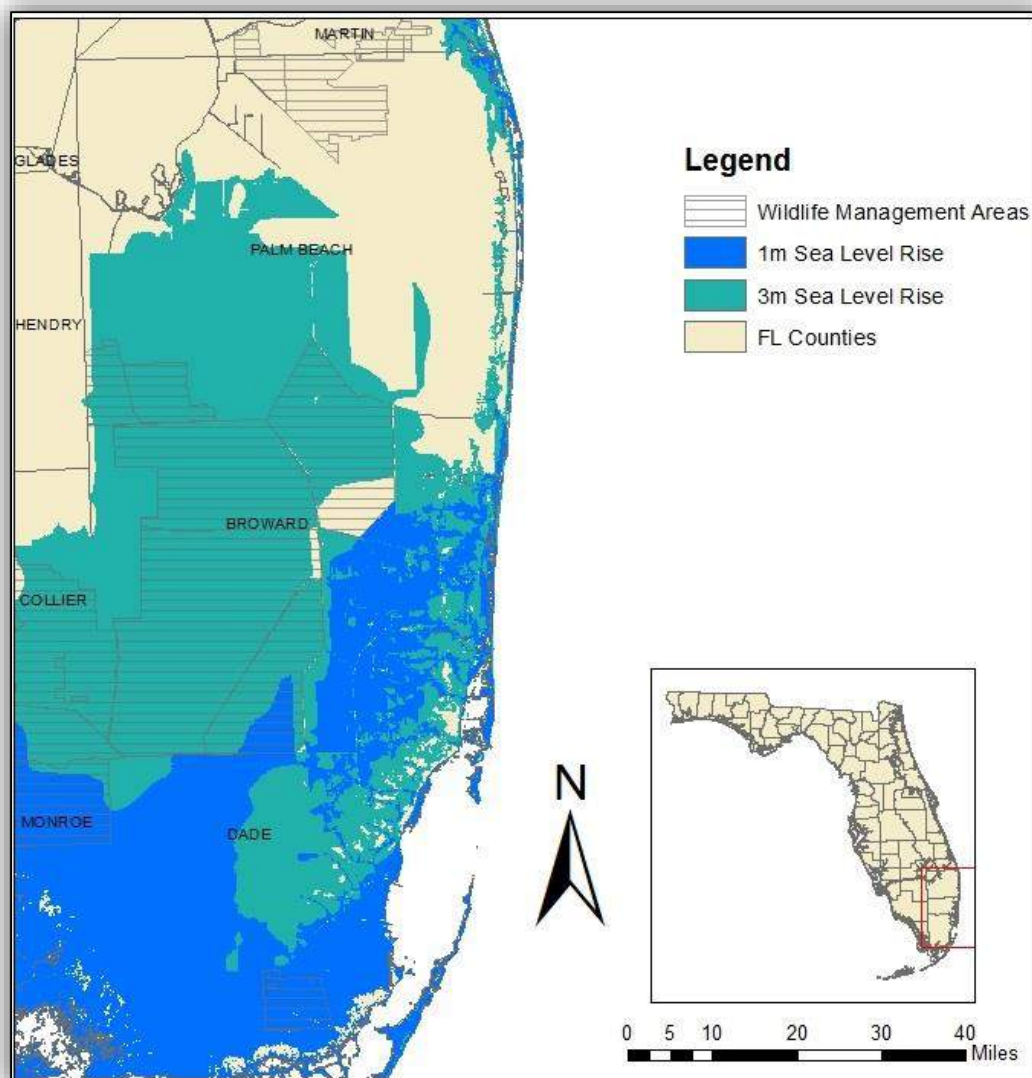 MARTIN
GLADES
PALM BEACH
HENDRY
BROWARD
COLLIER
MONROE
DADE
Legend
Wildlife Management Areas
1m Sea Level Rise
3m Sea Level Rise
FL Counties
N
0 5 10 20 30 40
Miles